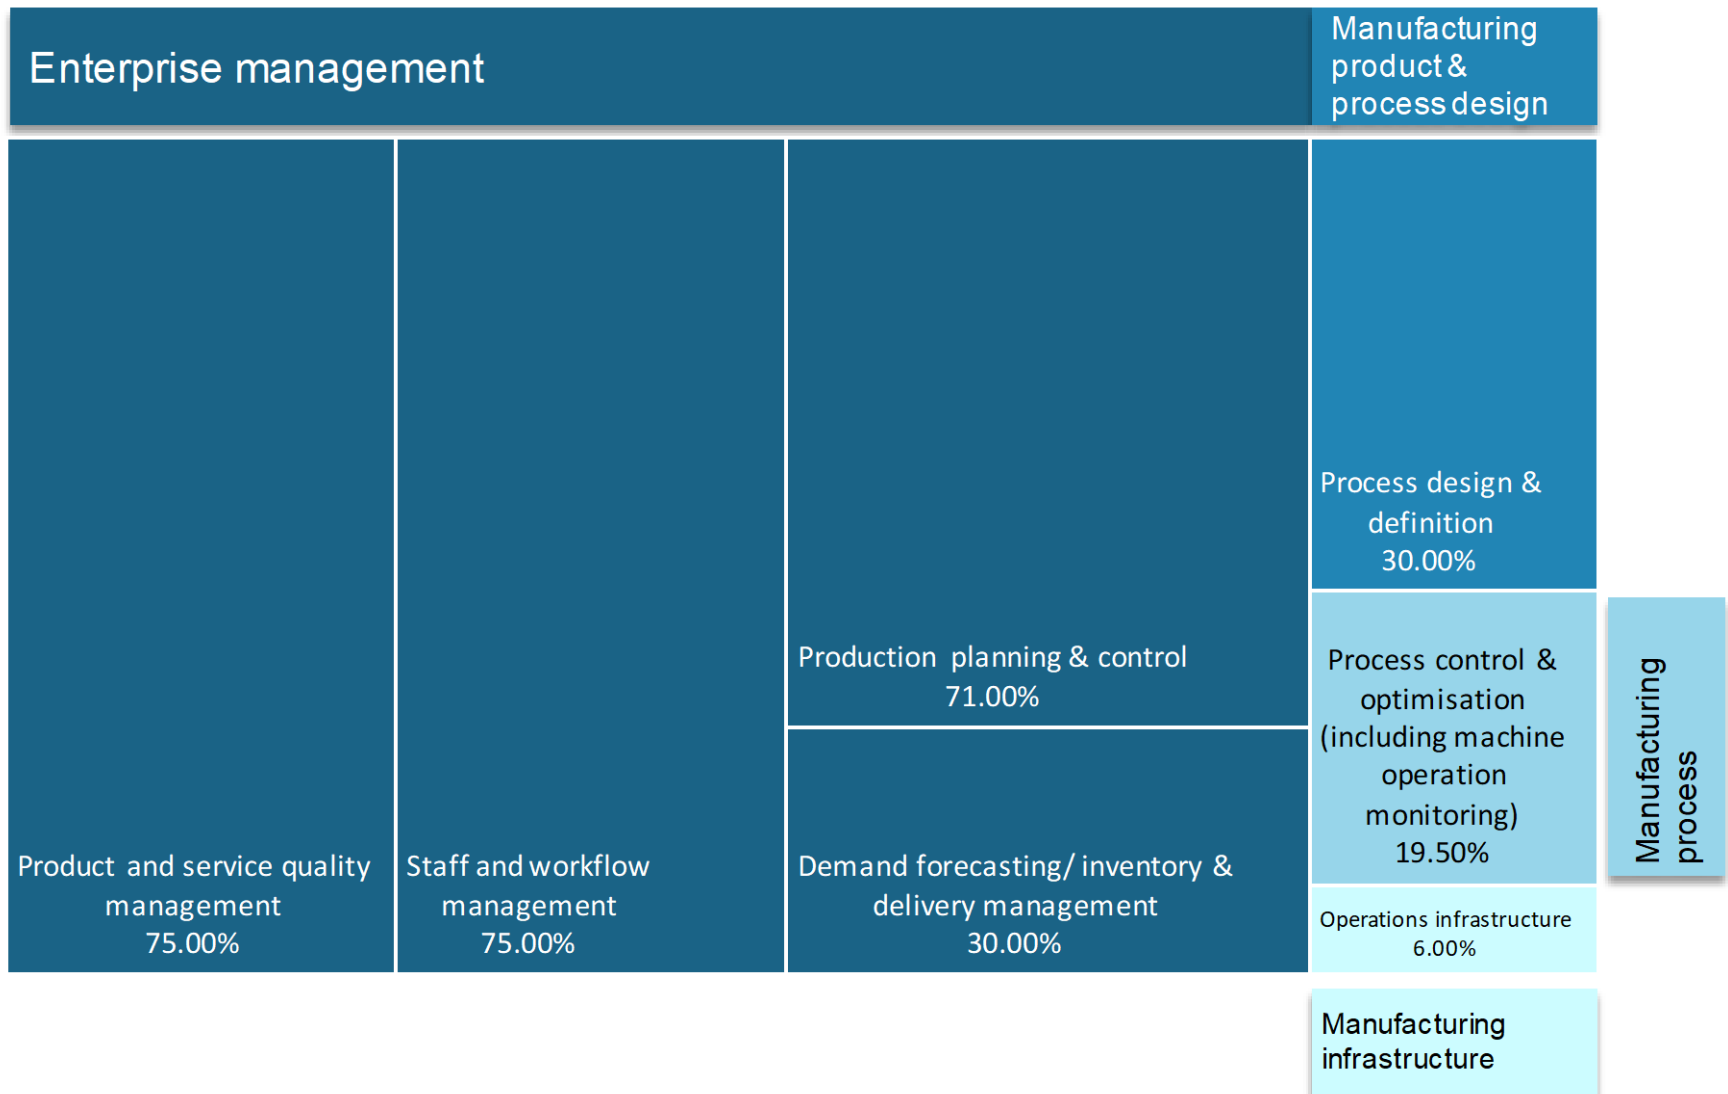 Enterprise management
Manufacturing
product &
process design
Product and service quality
management
75.00%
Staff and workflow
management
75.00%
Production planning & control
71.00%
Demand forecasting/ inventory &
delivery management
30.00%
Process design &
definition
30.00%
Process control &
optimisation
(including machine
operation
monitoring)
19.50%
Manufacturing
process
Operations infrastructure
6.00%
Manufacturing
infrastructure